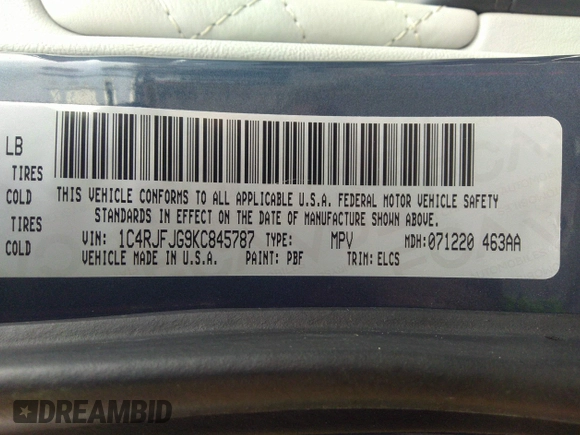 LB
TIRES
COLD
TIRES
COLD
THIS VEHICLE CONFORMS TO ALL APPLICABLE U.S.A. FEDERAL MOTOR VEHICLE SAFETY
STANDARDS IN EFFECT ON THE DATE OF MANUFACTURE SHOWN ABOVE.
VIN: 1C4RJFJG9KC845787 TYPE: MPV MDH:071220 463AA
VEHICLE MADE IN U.S.A. PAINT: PBF TRIM: ELCS
DREAMBID